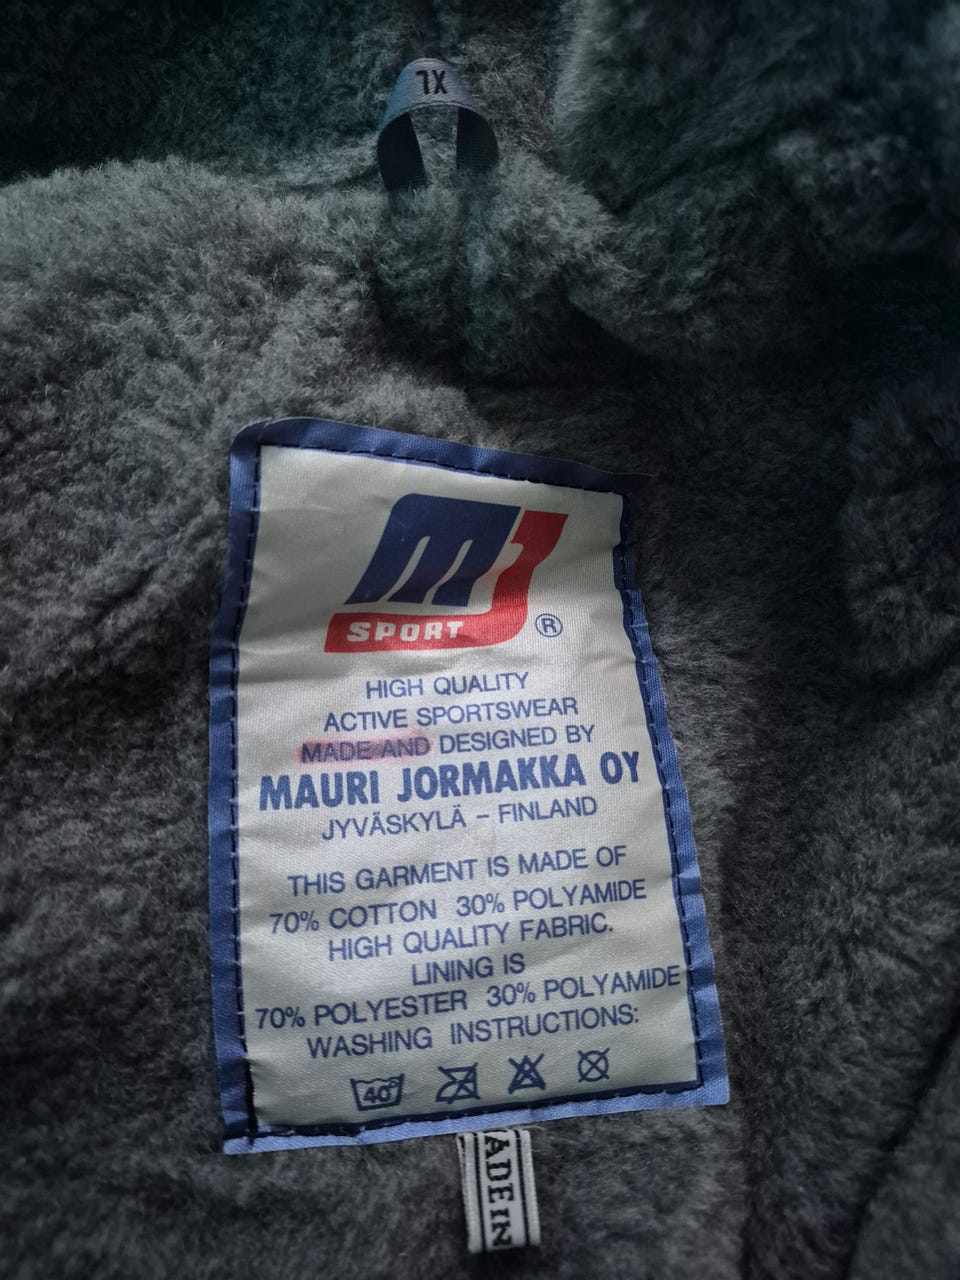 XL
MJ
SPORT
®
HIGH QUALITY
ACTIVE SPORTSWEAR
MADE AND DESIGNED BY
MAURI JORMAKKA OY
JYVÄSKYLÄ – FINLAND
THIS GARMENT IS MADE OF
70% COTTON 30% POLYAMIDE
HIGH QUALITY FABRIC.
LINING IS
70% POLYESTER 30% POLYAMIDE
WASHING INSTRUCTIONS:
40°
MADE IN